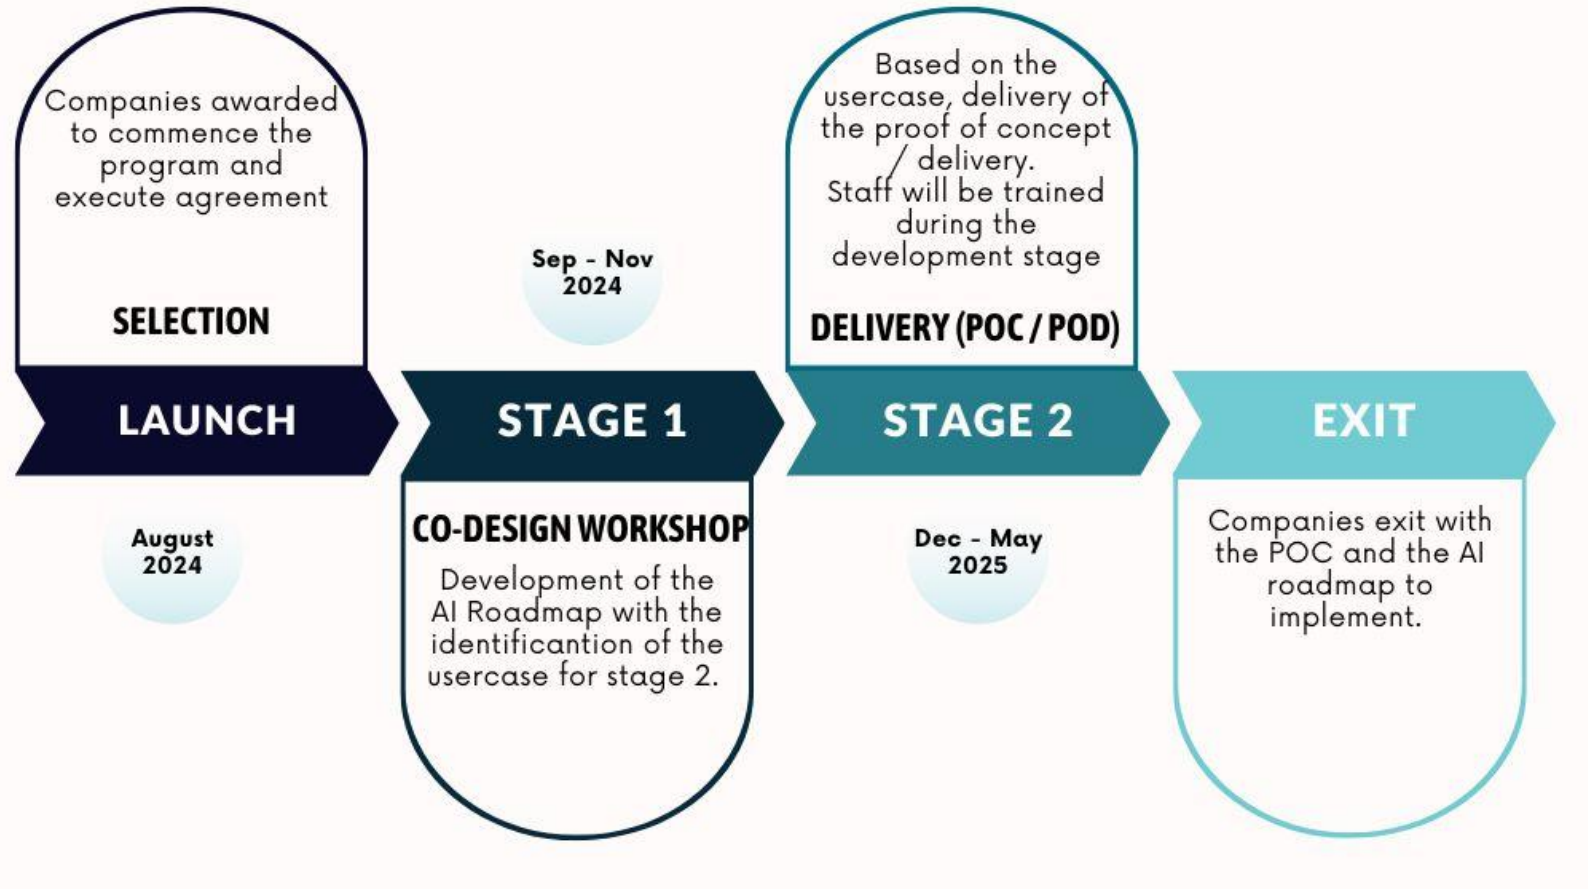 Companies awarded
to commence the
program and
execute agreement
SELECTION
LAUNCH
August
2024
Sep - Nov
2024
STAGE 1
CO-DESIGN WORKSHOP
Development of the
AI Roadmap with the
identificantion of the
usercase for stage 2.
Based on the
usercase, delivery of
the proof of concept
/ delivery.
Staff will be trained
during the
development stage
DELIVERY (POC / POD)
STAGE 2
Dec - May
2025
EXIT
Companies exit with
the POC and the AI
roadmap to
implement.